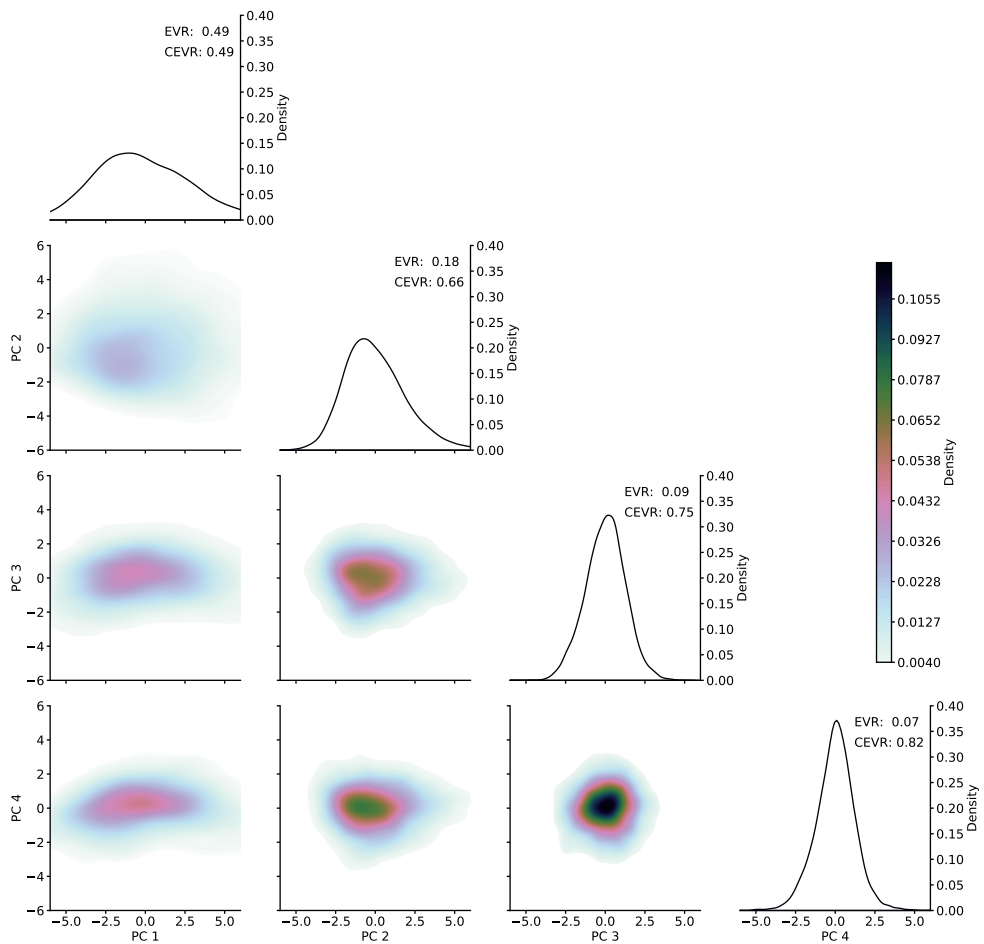 0.40
0.35
0.30
0.25
0.20
0.15
0.10
0.05
0.00
Density
EVR: 0.49
CEVR: 0.49
6
4
2
0
−2
−4
−6
PC 2
0.40
0.35
0.30
0.25
0.20
0.15
0.10
0.05
0.00
Density
EVR: 0.18
CEVR: 0.66
6
4
2
0
−2
−4
−6
PC 3
0.40
0.35
0.30
0.25
0.20
0.15
0.10
0.05
0.00
Density
EVR: 0.09
CEVR: 0.75
0.1055
0.0927
0.0787
0.0652
0.0538
0.0432
0.0326
0.0228
0.0127
0.0040
Density
6
4
2
0
−2
−4
−6
PC 4
0.40
0.35
0.30
0.25
0.20
0.15
0.10
0.05
0.00
Density
EVR: 0.07
CEVR: 0.82
−5.0 −2.5 0.0 2.5 5.0
PC 1
−5.0 −2.5 0.0 2.5 5.0
PC 2
−5.0 −2.5 0.0 2.5 5.0
PC 3
−5.0 −2.5 0.0 2.5 5.0
PC 4